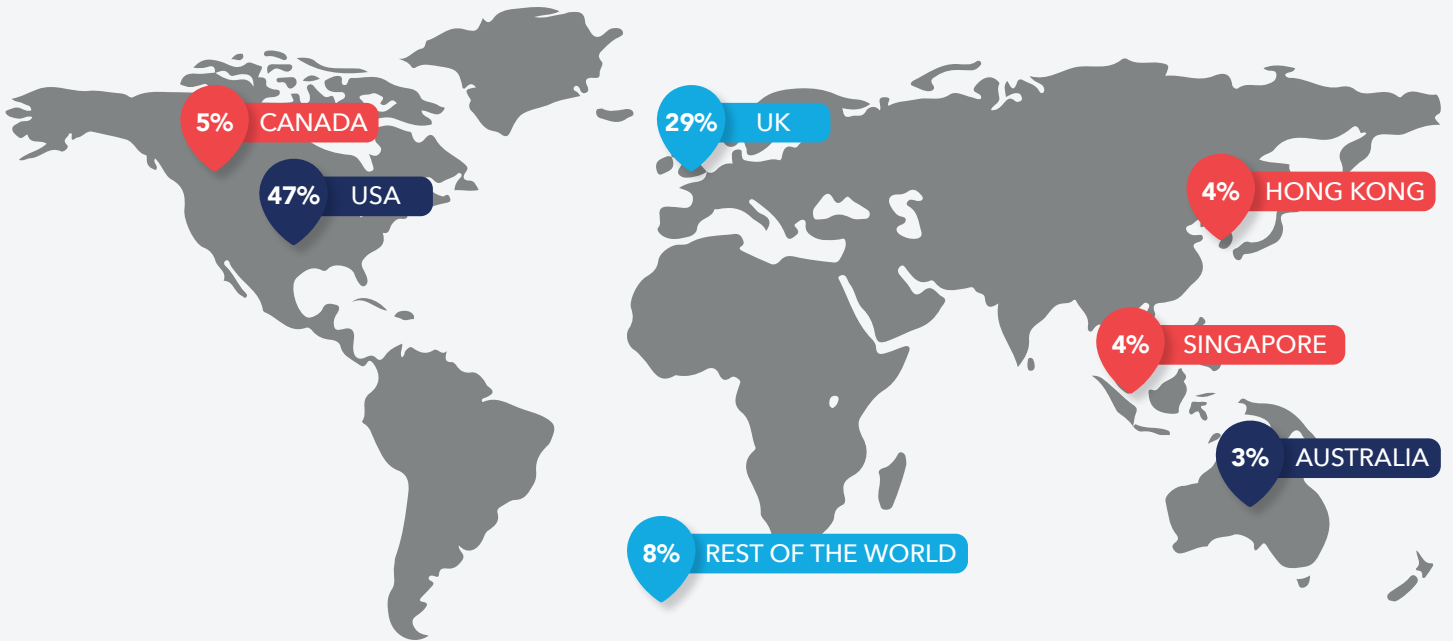 5% CANADA
29% UK
47% USA
4% HONG KONG
4% SINGAPORE
3% AUSTRALIA
8% REST OF THE WORLD